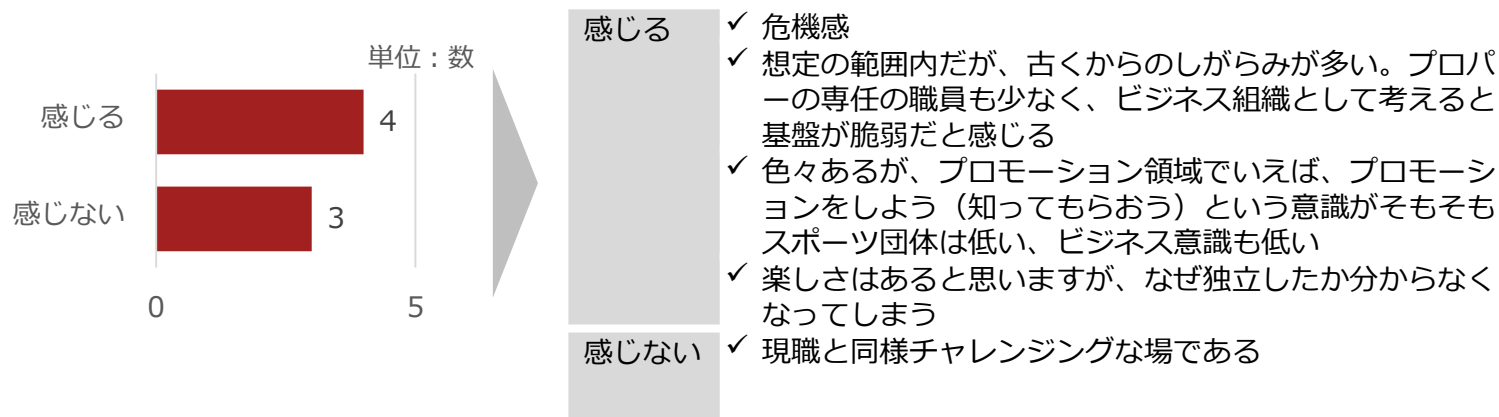 単位：数
感じる
4
感じない
3
0
5
感じる
✓ 危機感
✓ 想定の範囲内だが、古くからのしがらみが多い。プロパ
ーの専任の職員も少なく、ビジネス組織として考えると
基盤が脆弱だと感じる
✓ 色々あるが、プロモーション領域でいえば、プロモーシ
ョンをしよう（知ってもらおう）という意識がそもそも
スポーツ団体は低い、ビジネス意識も低い
✓ 楽しさはあると思いますが、なぜ独立したか分からなく
なってしまう
感じない
✓ 現職と同様チャレンジングな場である